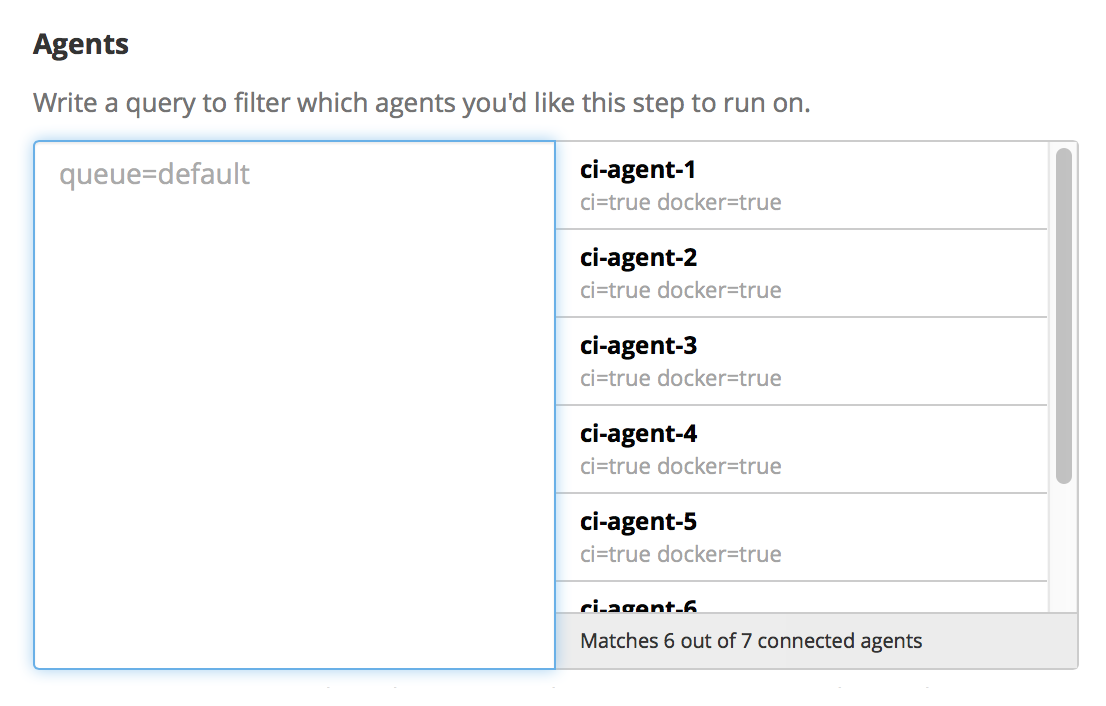 Agents
Write a query to filter which agents you'd like this step to run on.
queue=default
ci-agent-1
ci=true docker=true
ci-agent-2
ci=true docker=true
ci-agent-3
ci=true docker=true
ci-agent-4
ci=true docker=true
ci-agent-5
ci=true docker=true
ci-agent-6
Matches 6 out of 7 connected agents